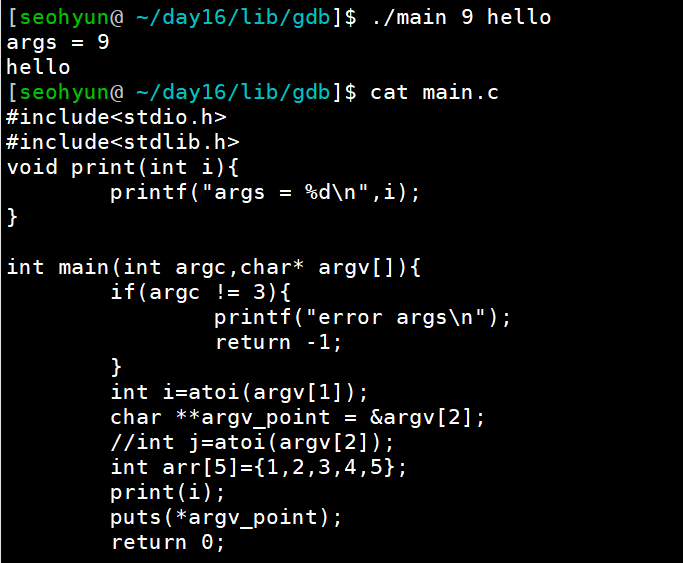 [seohyun@ ~/day16/lib/gdb]$ ./main 9 hello
args = 9
hello
[seohyun@ ~/day16/lib/gdb]$ cat main.c
#include<stdio.h>
#include<stdlib.h>
void print(int i){
        printf("args = %d\n",i);
}

int main(int argc,char* argv[]){
        if(argc != 3){
                printf("error args\n");
                return -1;
        }
        int i=atoi(argv[1]);
        char **argv_point = &argv[2];
        //int j=atoi(argv[2]);
        int arr[5]={1,2,3,4,5};
        print(i);
        puts(*argv_point);
        return 0;